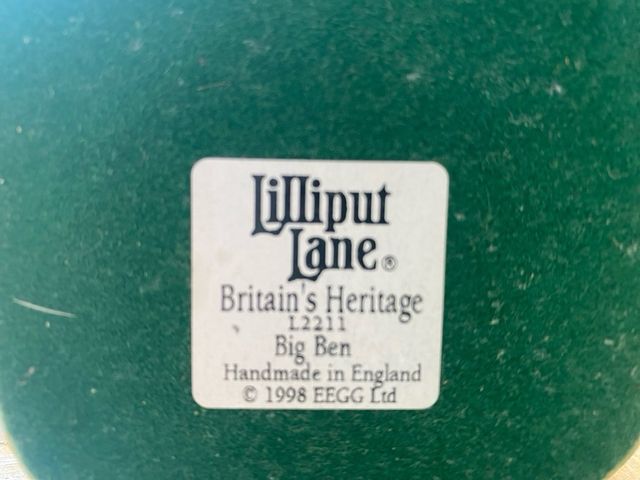 Lilliput
Lane®
Britain's Heritage
L2211
Big Ben
Handmade in England
© 1998 EEGG Ltd